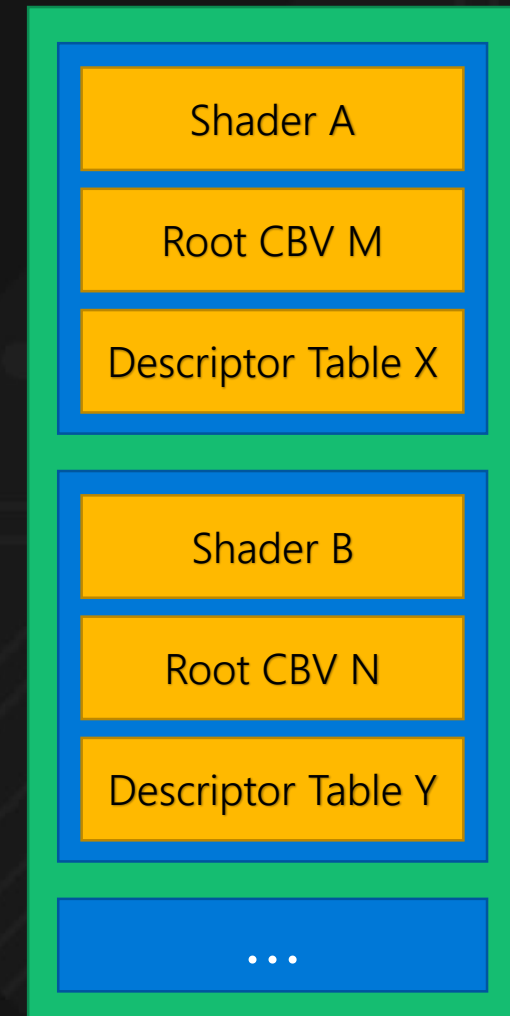 Shader A
Root CBV M
Descriptor Table X
Shader B
Root CBV N
Descriptor Table Y
...